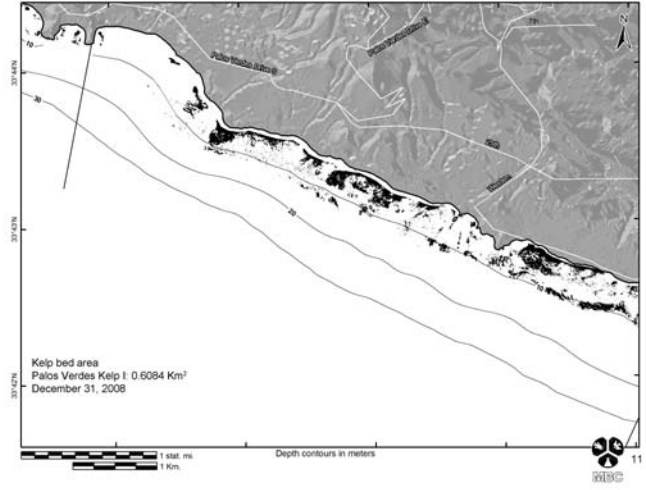 N
Palos Verdes Drive S
Palos Verdes Drive E
25th
33°44'N
33°43'N
33°42'N
10
30
20
10
Kelp bed area
Palos Verdes Kelp I: 0.6084 Km²
December 31, 2008
1 stat. mi.
1 Km.
Depth contours in meters
MBC
11